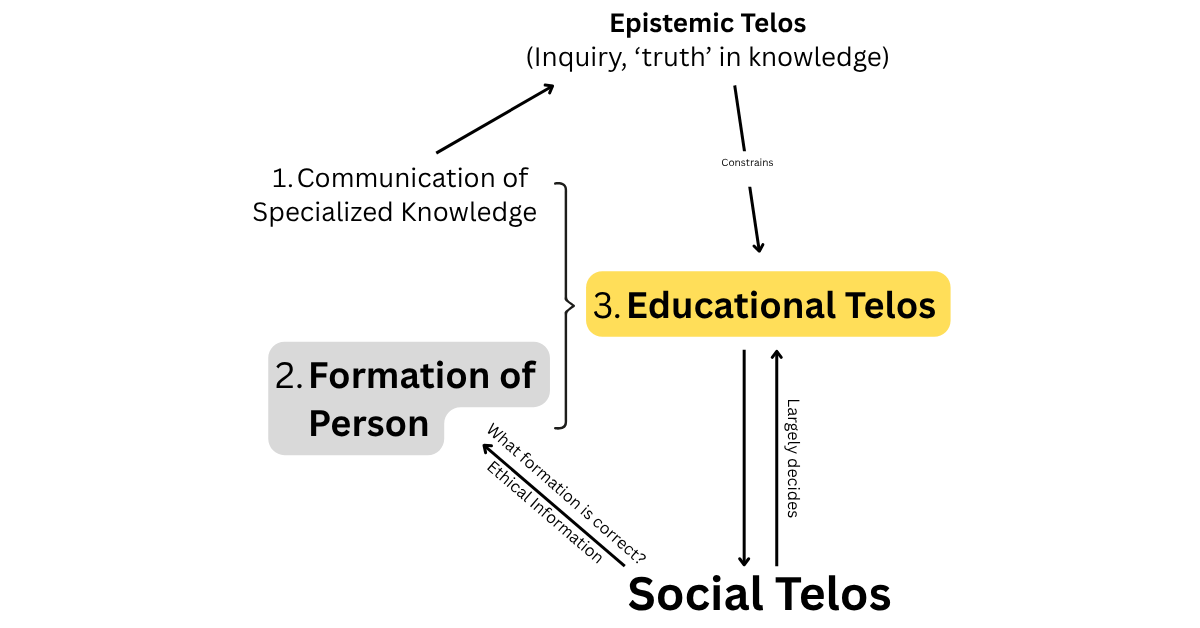 Epistemic Telos
(Inquiry, ‘truth’ in knowledge)
Constrains
1. Communication of
Specialized Knowledge
3. Educational Telos
2. Formation of
Person
What formation is correct?
Ethical Information
Largely decides
Social Telos